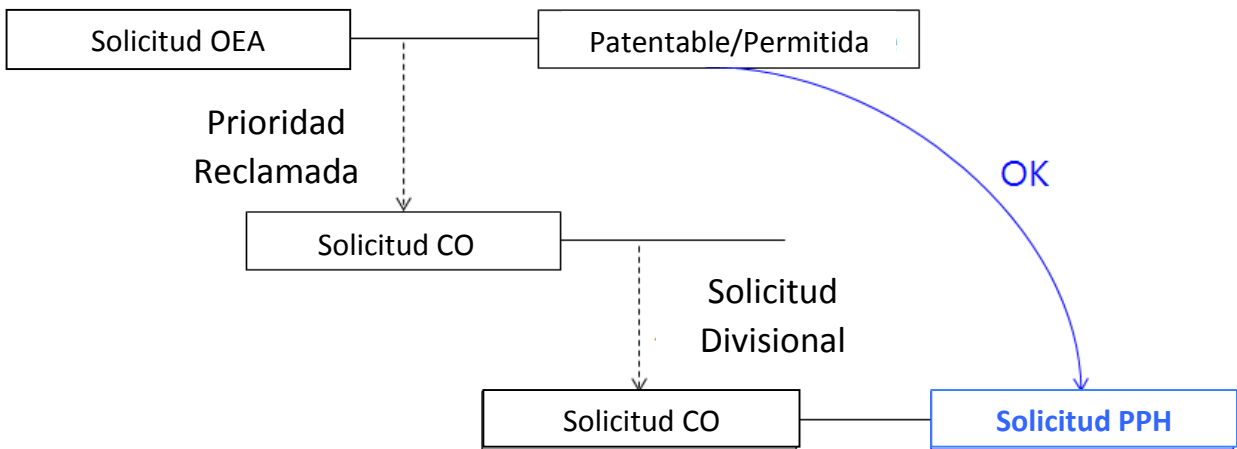 Solicitud OEA
Patentable/Permitida
Prioridad
Reclamada
OK
Solicitud CO
Solicitud
Divisional
Solicitud CO
Solicitud PPH